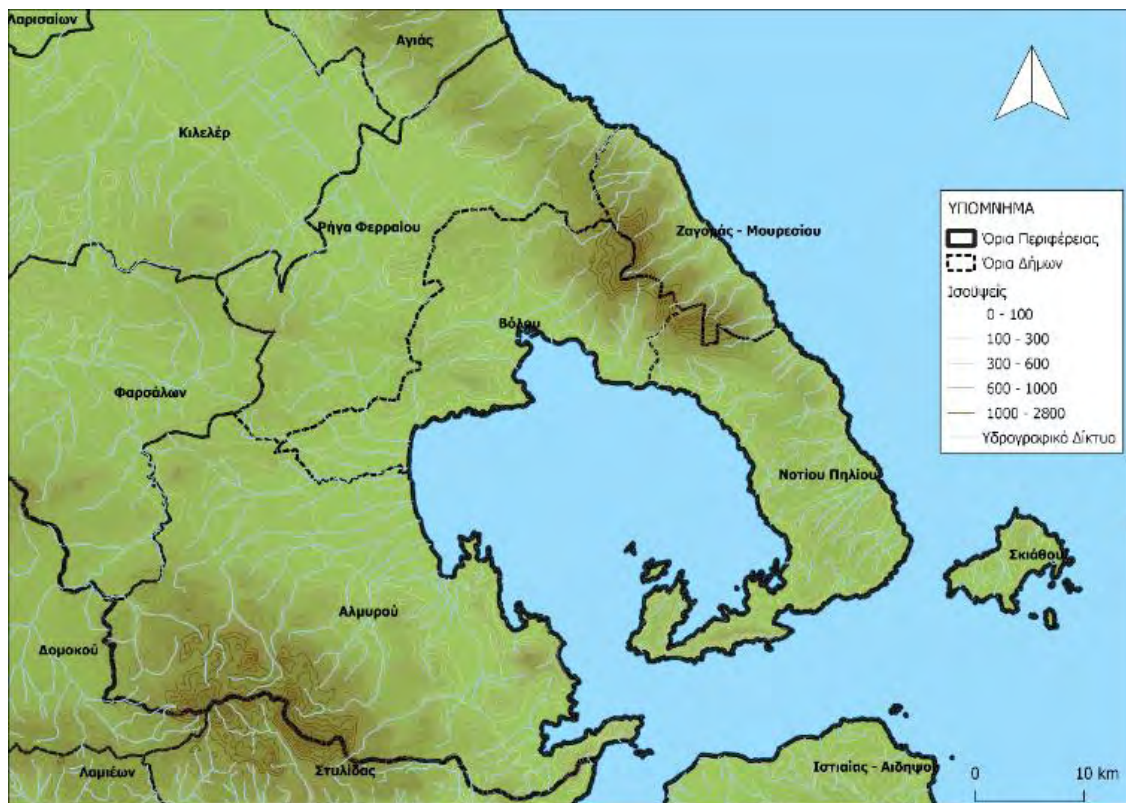 Λαρισαίων
Αγιάς
Κιλελέρ
Ρήγα Φερραίου
Ζαγοράς - Μουρεσίου
Βόλου
Φαρσάλων
Νοτίου Πηλίου
Σκιάθου
Αλμυρού
Δομοκού
Λαμιέων
Στυλίδας
Ιστιαίας - Αιδηψο
ΥΠΟΜΝΗΜΑ
Όρια Περιφέρειας
Όρια Δήμων
Ισοϋψείς
0 - 100
100 - 300
300 - 600
600 - 1000
1000 - 2800
Υδρογραφικό Δίκτυο
0 10 km